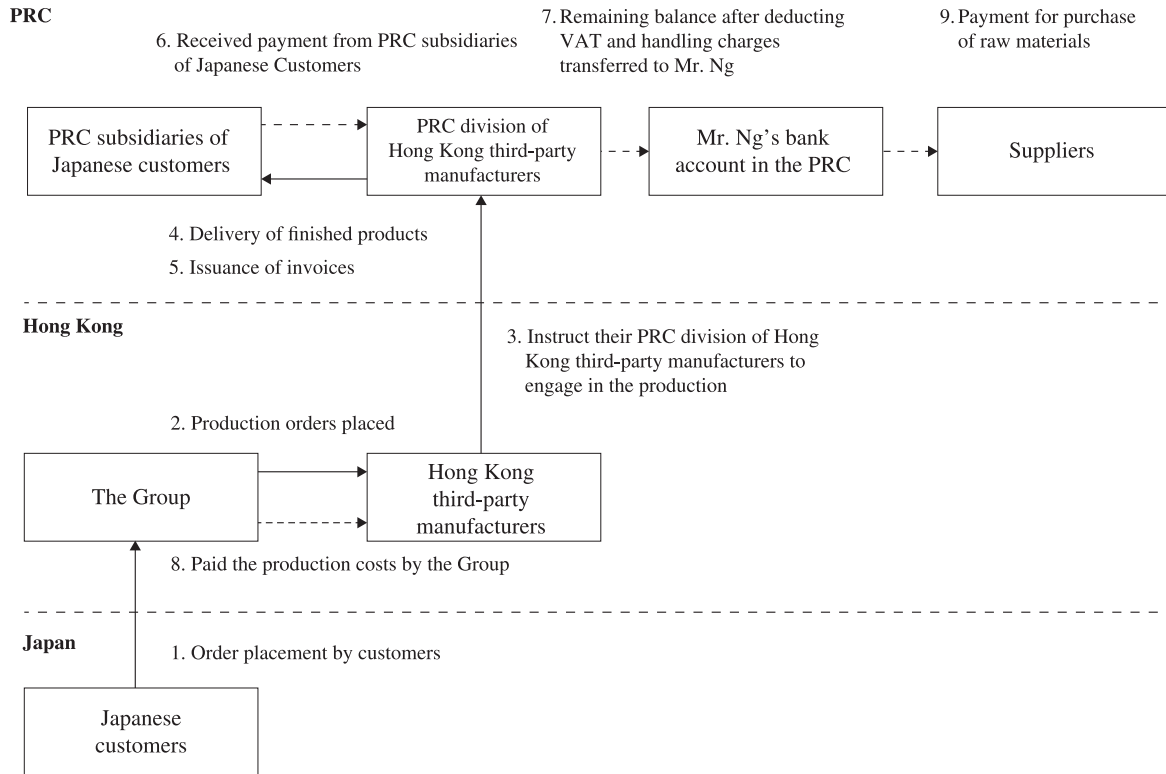 PRC
6. Received payment from PRC subsidiaries
of Japanese Customers
7. Remaining balance after deducting
VAT and handling charges
transferred to Mr. Ng
9. Payment for purchase
of raw materials
PRC subsidiaries of
Japanese customers
PRC division of
Hong Kong third-party
manufacturers
Mr. Ng’s bank
account in the PRC
Suppliers
4. Delivery of finished products
5. Issuance of invoices
Hong Kong
3. Instruct their PRC division of Hong
Kong third-party manufacturers to
engage in the production
2. Production orders placed
The Group
Hong Kong
third-party
manufacturers
8. Paid the production costs by the Group
Japan
1. Order placement by customers
Japanese
customers